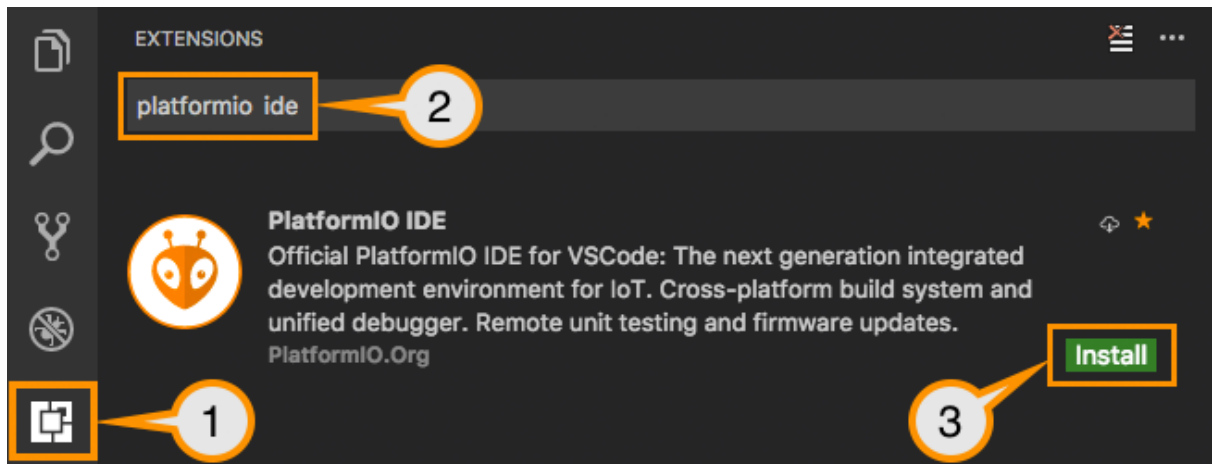 EXTENSIONS
platformio ide
2
PlatformIO IDE
Official PlatformIO IDE for VSCode: The next generation integrated
development environment for IoT. Cross-platform build system and
unified debugger. Remote unit testing and firmware updates.
PlatformIO.Org
Install
1
3